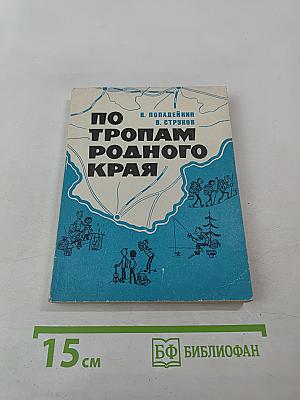 В. ПОПАДЕЙКИН
В. СТРУКОВ
ПО
ТРОПАМ
РОДНОГО
КРАЯ
15 см
БФ БИБЛИОФАН